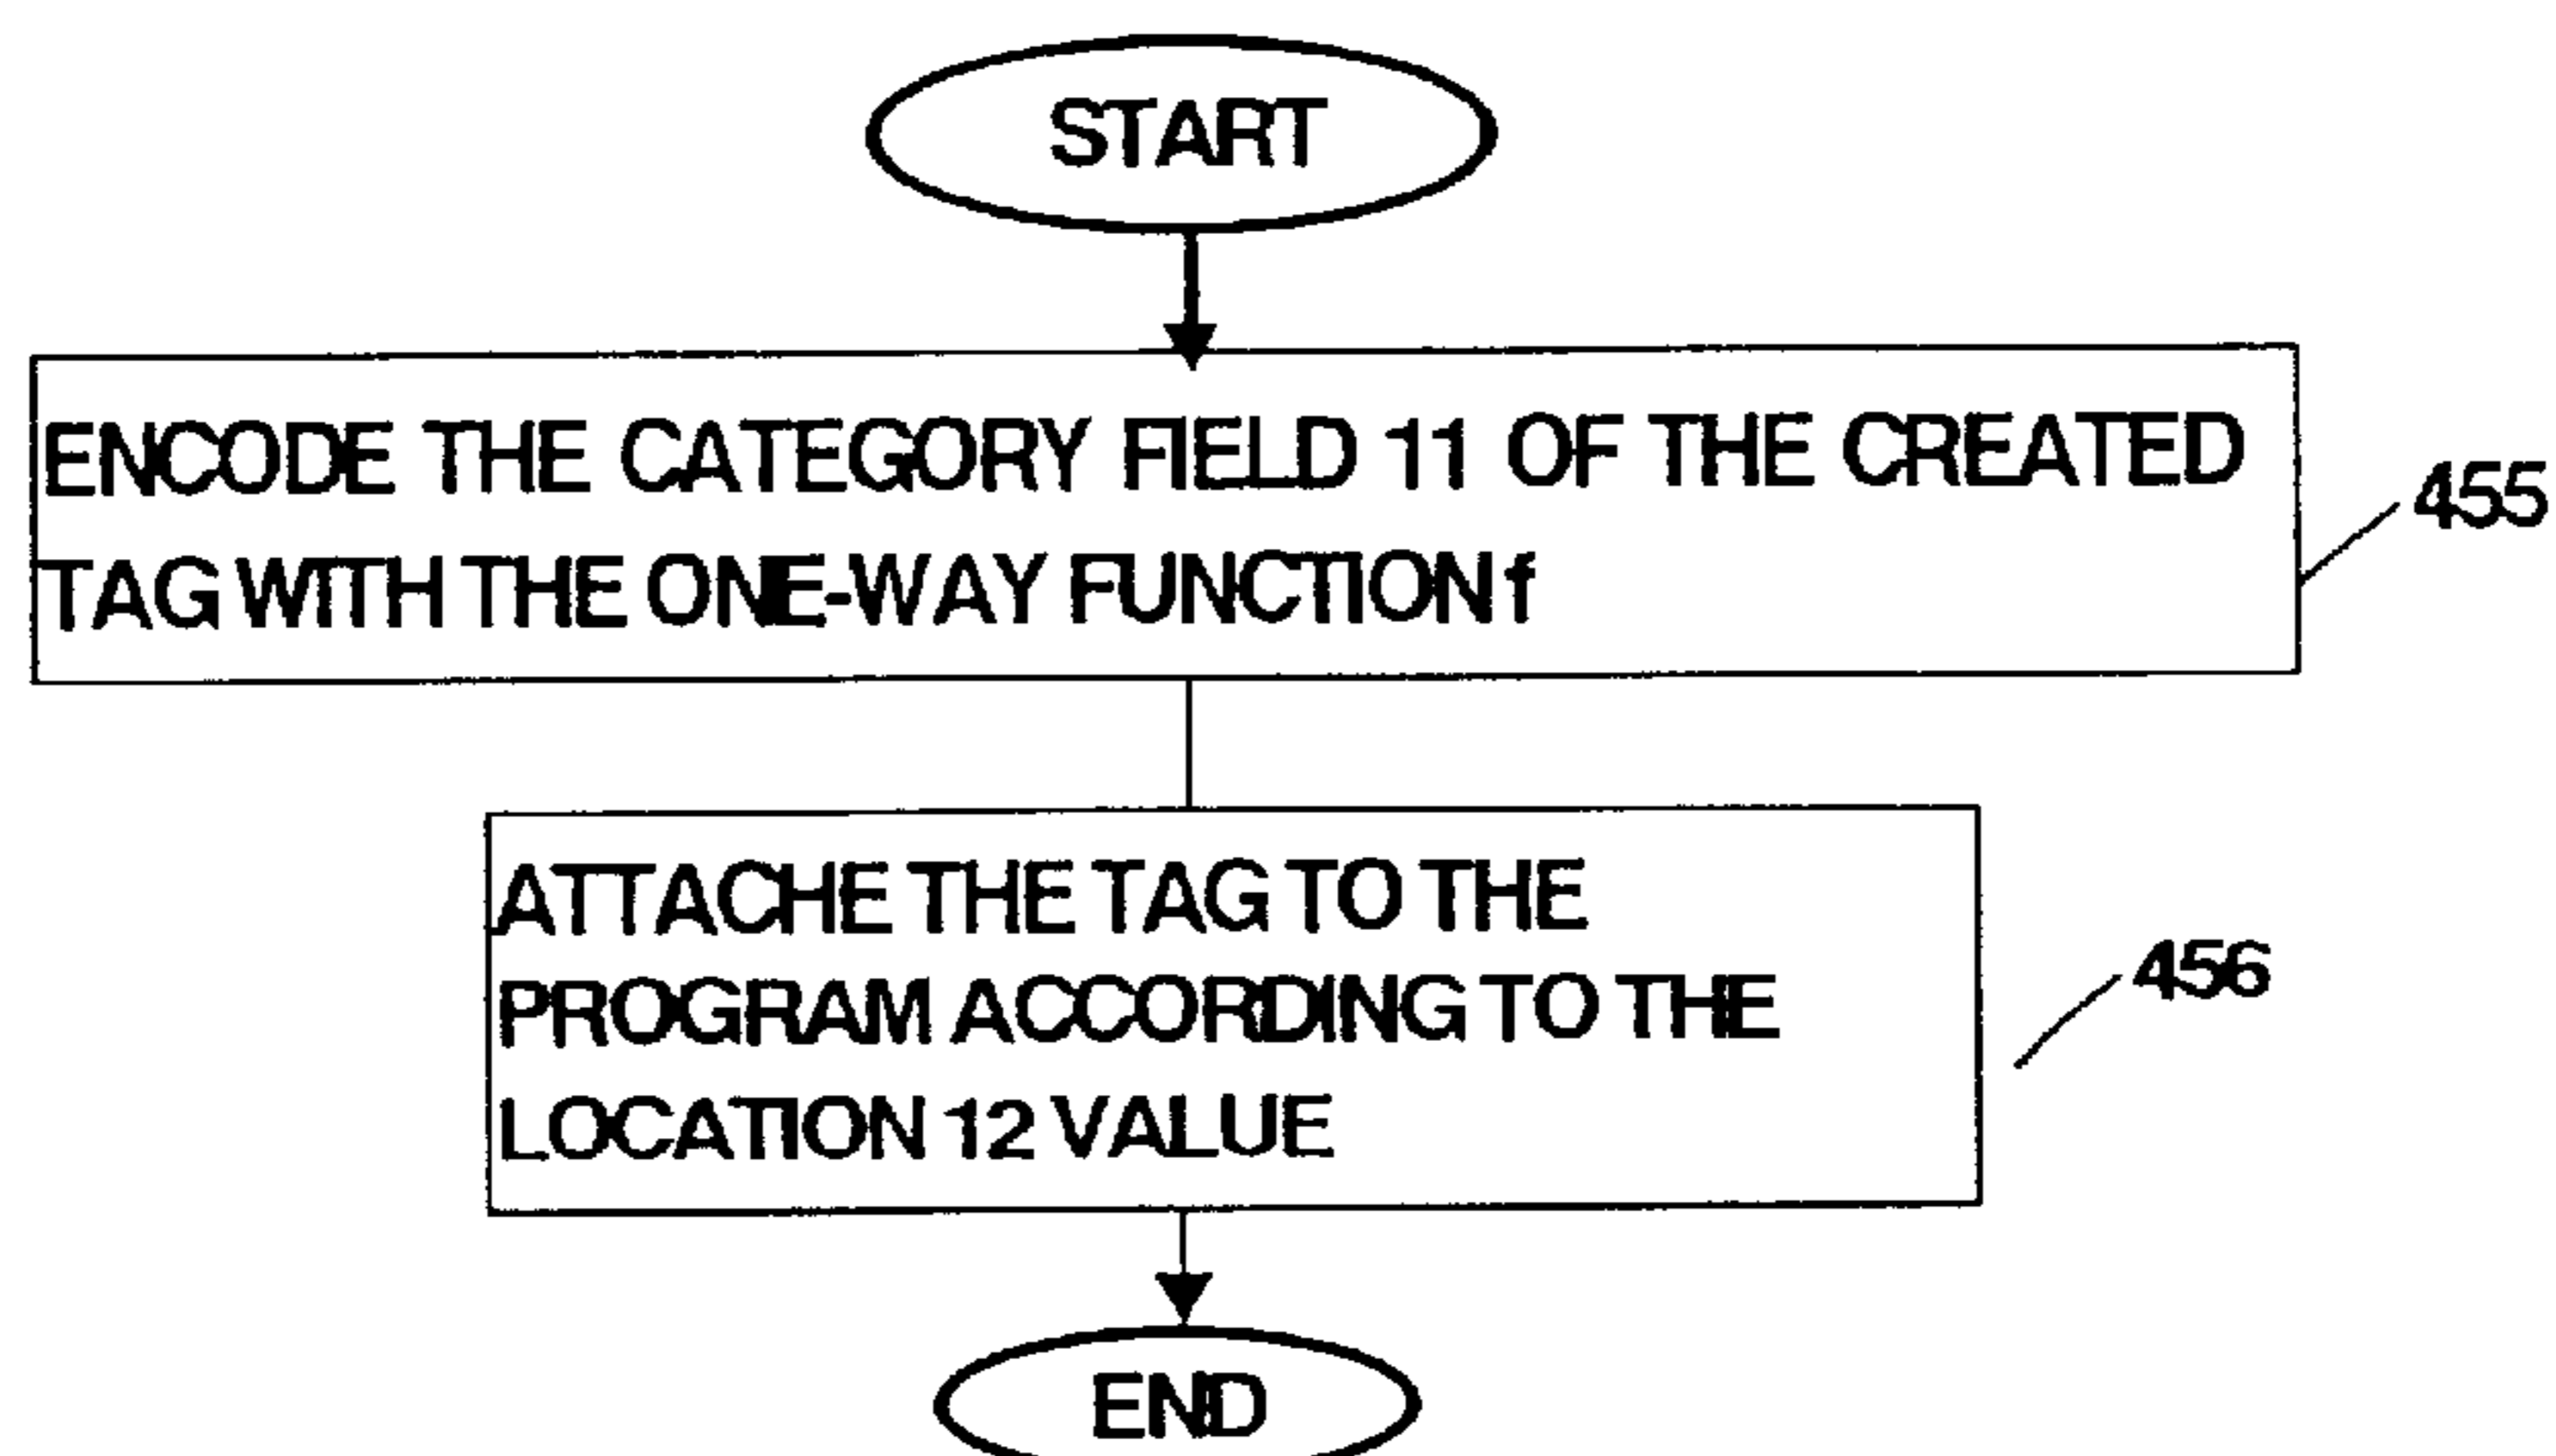 START
ENCODE THE CATEGORY FIELD 11 OF THE CREATED
TAG WITH THE ONE-WAY FUNCTION f
455
ATTACHE THE TAG TO THE
PROGRAM ACCORDING TO THE
LOCATION 12 VALUE
456
END